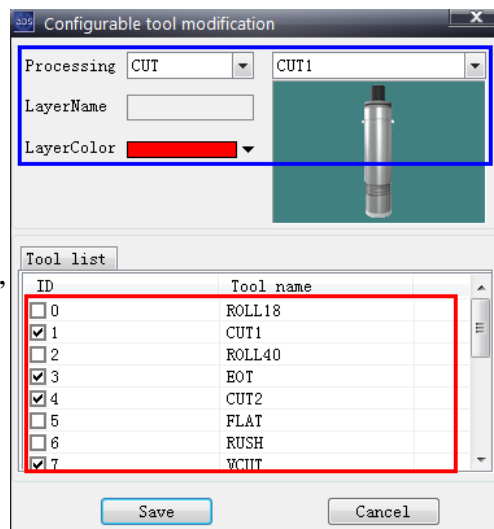 ADS Configurable tool modification X
Processing CUT CUT1
LayerName
LayerColor
Tool list
,
ID Tool name
0 ROLL18
1 CUT1
2 ROLL40
3 EOT
4 CUT2
5 FLAT
6 RUSH
7 VCUT
Save Cancel